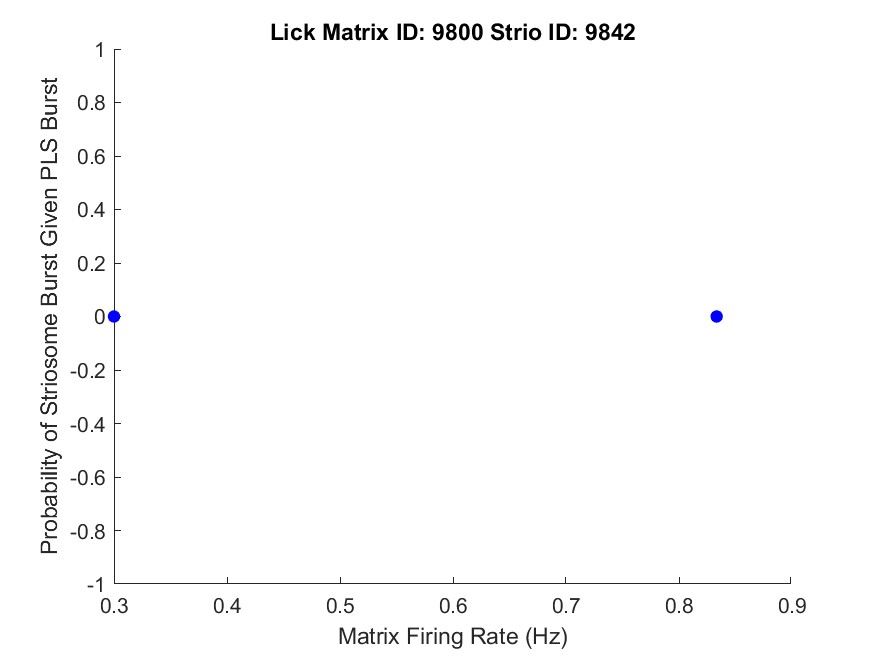 Lick Matrix ID: 9800 Strio ID: 9842
Probability of Striosome Burst Given PLS Burst
1
0.8
0.6
0.4
0.2
0
-0.2
-0.4
-0.6
-0.8
-1
0.3 0.4 0.5 0.6 0.7 0.8 0.9
Matrix Firing Rate (Hz)